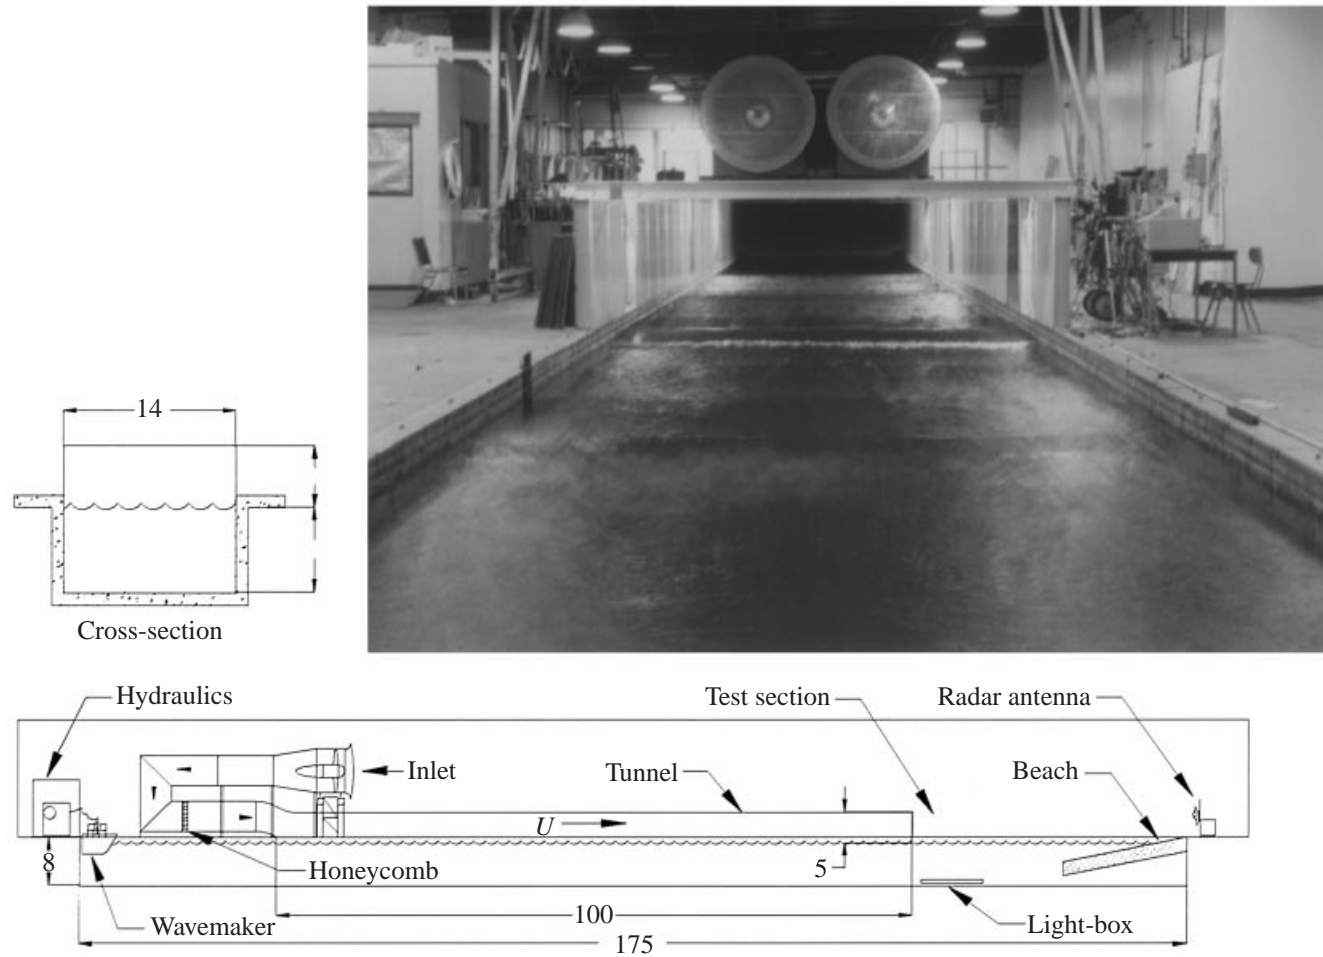 14
Cross-section
Hydraulics
Test section
Radar antenna
Inlet
Tunnel
Beach
U
8
Honeycomb
5
Wavemaker
100
Light-box
175